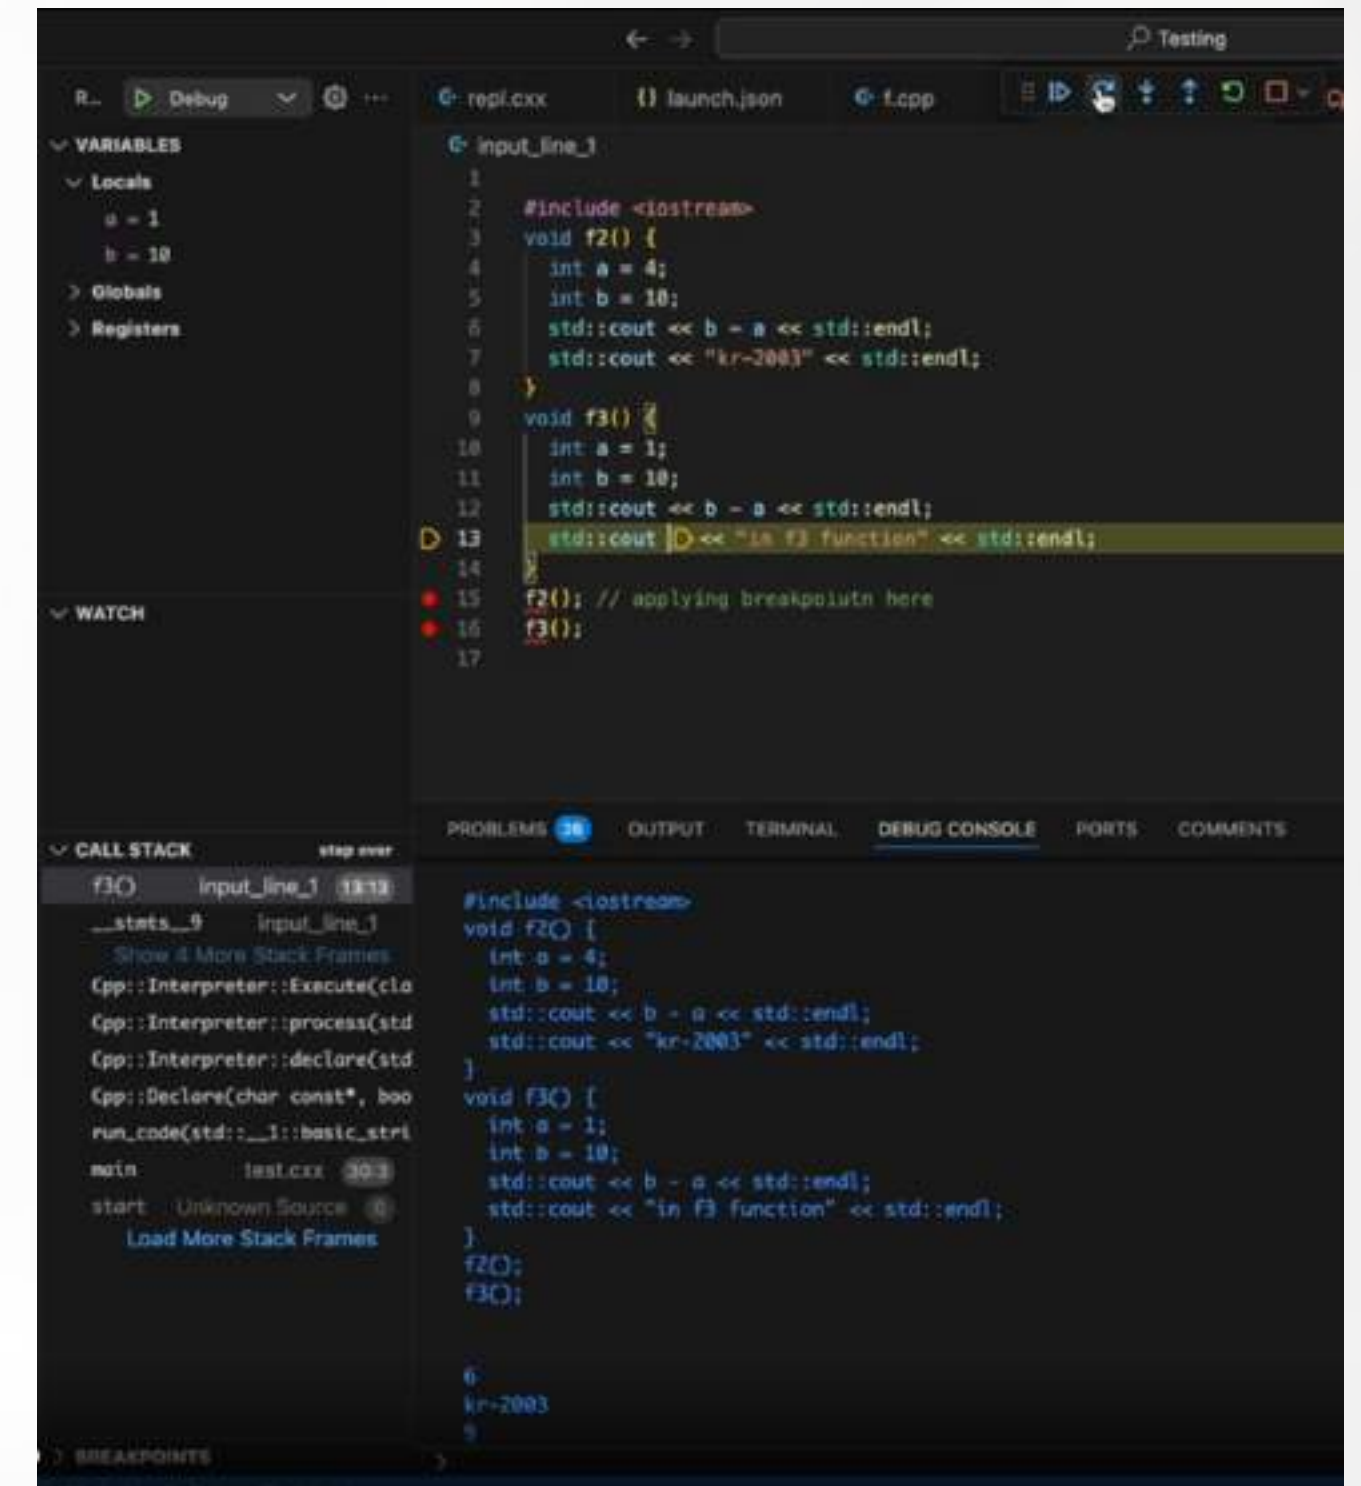 Testing
R... Debug ...
repl.cxx {} launch.json f.cpp
VARIABLES
Locals
a = 1
b = 10
Globals
Registers
WATCH
CALL STACK step over
f3() input_line_1 13:13
__stmts__9 input_line_1
Show 4 More Stack Frames
Cpp::Interpreter::Execute(cla
Cpp::Interpreter::process(std
Cpp::Interpreter::declare(std
Cpp::Declare(char const*, boo
run_code(std::__1::basic_stri
main test.cxx 30:3
start Unknown Source 0
Load More Stack Frames
BREAKPOINTS
input_line_1
1
2 #include <iostream>
3 void f2() {
4 int a = 4;
5 int b = 10;
6 std::cout << b - a << std::endl;
7 std::cout << "kr-2003" << std::endl;
8 }
9 void f3() {
10 int a = 1;
11 int b = 10;
12 std::cout << b - a << std::endl;
13 std::cout << "in f3 function" << std::endl;
14 }
15 f2(); // applying breakpoiutn here
16 f3();
17
PROBLEMS OUTPUT TERMINAL DEBUG CONSOLE PORTS COMMENTS
#include <iostream>
void f2() {
int a = 4;
int b = 10;
std::cout << b - a << std::endl;
std::cout << "kr-2003" << std::endl;
}
void f3() {
int a = 1;
int b = 10;
std::cout << b - a << std::endl;
std::cout << "in f3 function" << std::endl;
}
f2();
f3();
6
kr-2003
9